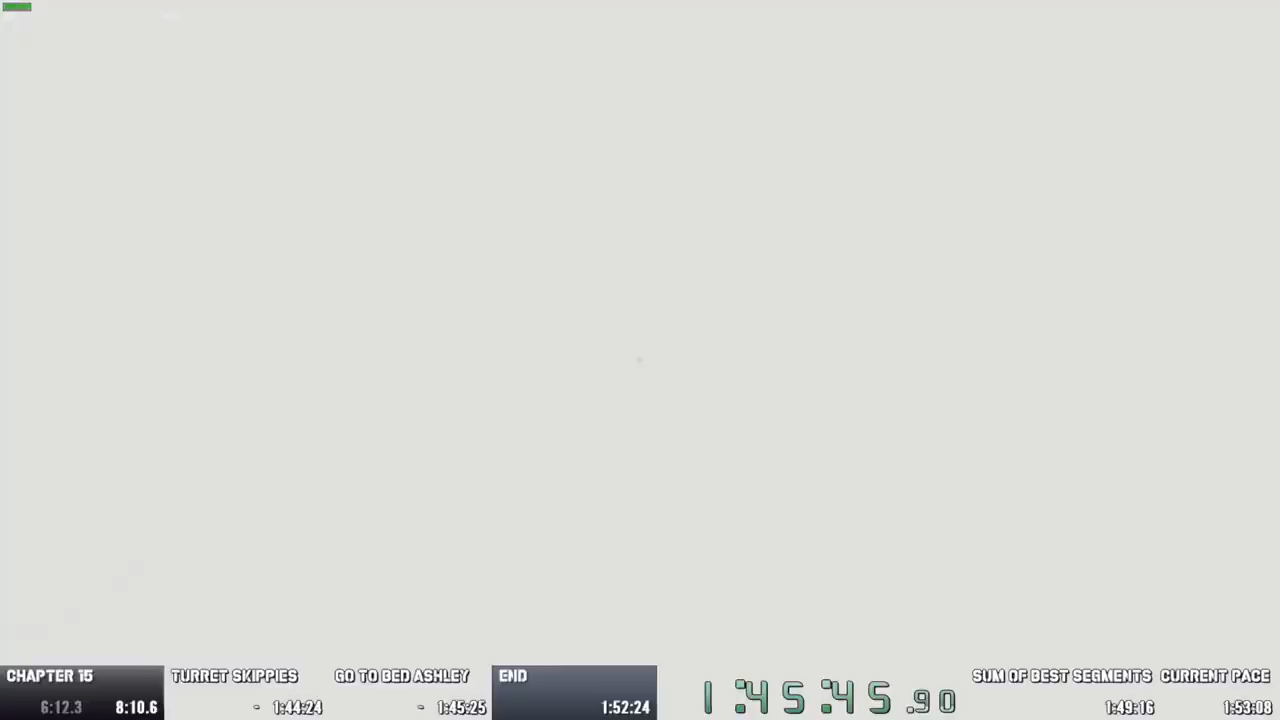 CHAPTER 15 TURRET SKIPPIES GO TO BED ASHLEY END SUM OF BEST SEGMENTS CURRENT PACE
6:12.3 8:10.6 - 1:44:24 - 1:45:25 1:52:24 1:45:45.90 1:49:16 1:53:08